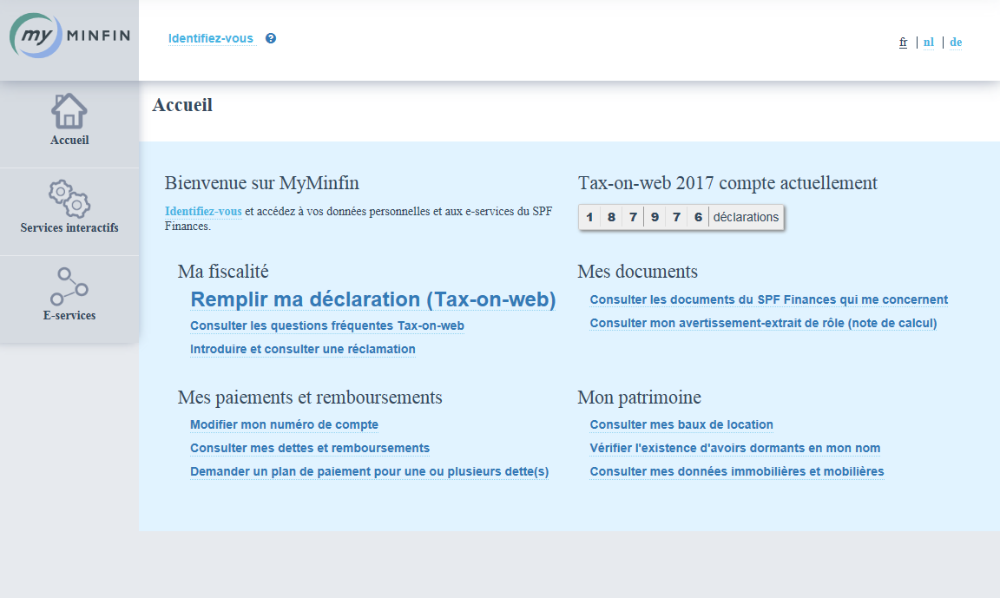 my MINFIN
Identifiez-vous ?
fr | nl | de
Accueil
Services interactifs
E-services
Accueil
Bienvenue sur MyMinfin
Identifiez-vous et accédez à vos données personnelles et aux e-services du SPF
Finances.
Tax-on-web 2017 compte actuellement
1 8 7 9 7 6 déclarations
Ma fiscalité
Remplir ma déclaration (Tax-on-web)
Consulter les questions fréquentes Tax-on-web
Introduire et consulter une réclamation
Mes documents
Consulter les documents du SPF Finances qui me concernent
Consulter mon avertissement-extrait de rôle (note de calcul)
Mes paiements et remboursements
Modifier mon numéro de compte
Consulter mes dettes et remboursements
Demander un plan de paiement pour une ou plusieurs dette(s)
Mon patrimoine
Consulter mes baux de location
Vérifier l'existence d'avoirs dormants en mon nom
Consulter mes données immobilières et mobilières